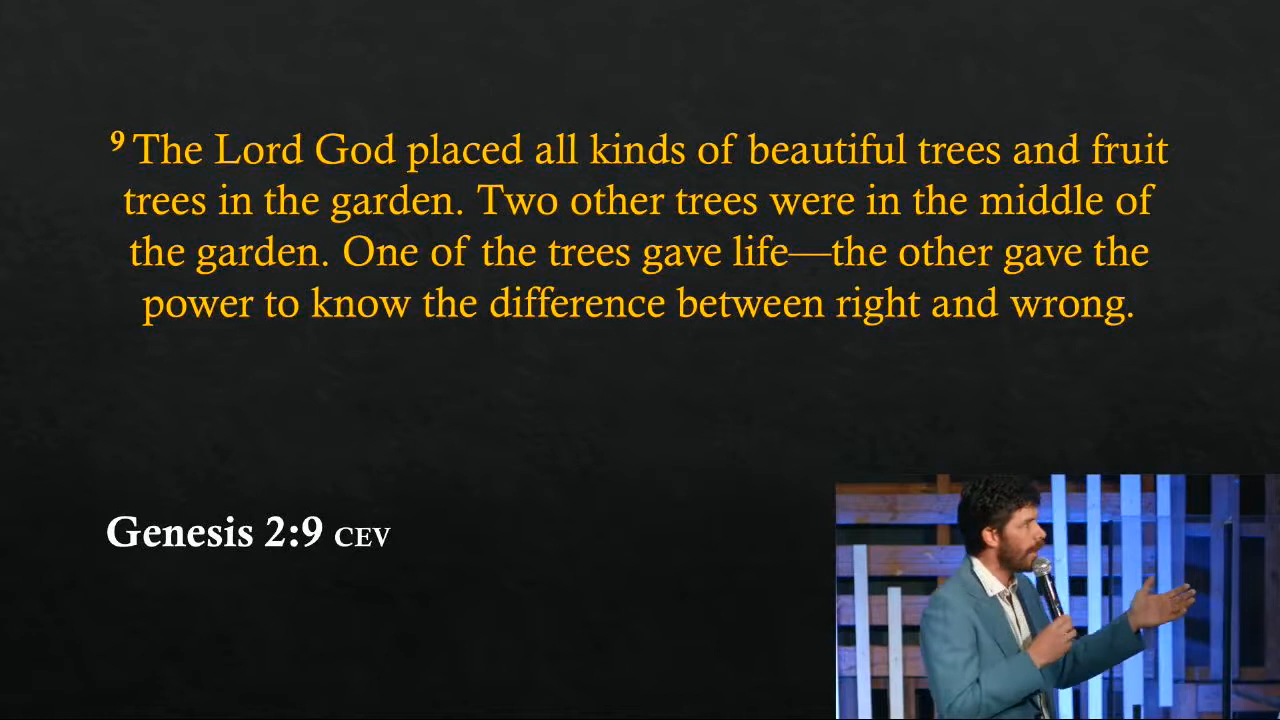 9 The Lord God placed all kinds of beautiful trees and fruit
trees in the garden. Two other trees were in the middle of
the garden. One of the trees gave life—the other gave the
power to know the difference between right and wrong.
Genesis 2:9 CEV